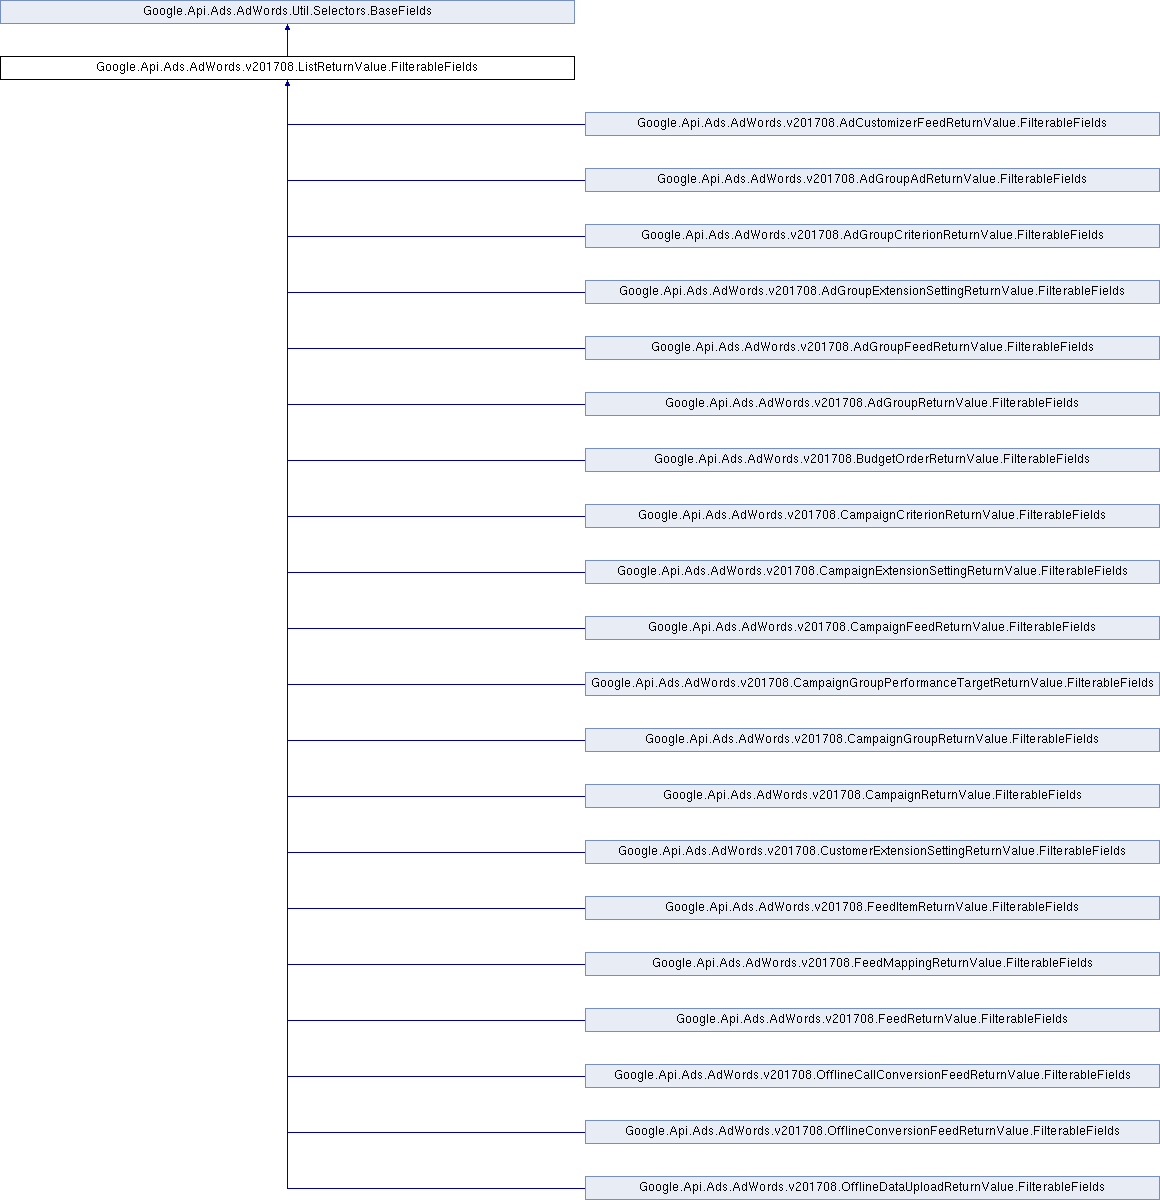 Google.Api.Ads.AdWords.Util.Selectors.BaseFields
Google.Api.Ads.AdWords.v201708.ListReturnValue.FilterableFields
Google.Api.Ads.AdWords.v201708.AdCustomizerFeedReturnValue.FilterableFields
Google.Api.Ads.AdWords.v201708.AdGroupAdReturnValue.FilterableFields
Google.Api.Ads.AdWords.v201708.AdGroupCriterionReturnValue.FilterableFields
Google.Api.Ads.AdWords.v201708.AdGroupExtensionSettingReturnValue.FilterableFields
Google.Api.Ads.AdWords.v201708.AdGroupFeedReturnValue.FilterableFields
Google.Api.Ads.AdWords.v201708.AdGroupReturnValue.FilterableFields
Google.Api.Ads.AdWords.v201708.BudgetOrderReturnValue.FilterableFields
Google.Api.Ads.AdWords.v201708.CampaignCriterionReturnValue.FilterableFields
Google.Api.Ads.AdWords.v201708.CampaignExtensionSettingReturnValue.FilterableFields
Google.Api.Ads.AdWords.v201708.CampaignFeedReturnValue.FilterableFields
Google.Api.Ads.AdWords.v201708.CampaignGroupPerformanceTargetReturnValue.FilterableFields
Google.Api.Ads.AdWords.v201708.CampaignGroupReturnValue.FilterableFields
Google.Api.Ads.AdWords.v201708.CampaignReturnValue.FilterableFields
Google.Api.Ads.AdWords.v201708.CustomerExtensionSettingReturnValue.FilterableFields
Google.Api.Ads.AdWords.v201708.FeedItemReturnValue.FilterableFields
Google.Api.Ads.AdWords.v201708.FeedMappingReturnValue.FilterableFields
Google.Api.Ads.AdWords.v201708.FeedReturnValue.FilterableFields
Google.Api.Ads.AdWords.v201708.OfflineCallConversionFeedReturnValue.FilterableFields
Google.Api.Ads.AdWords.v201708.OfflineConversionFeedReturnValue.FilterableFields
Google.Api.Ads.AdWords.v201708.OfflineDataUploadReturnValue.FilterableFields